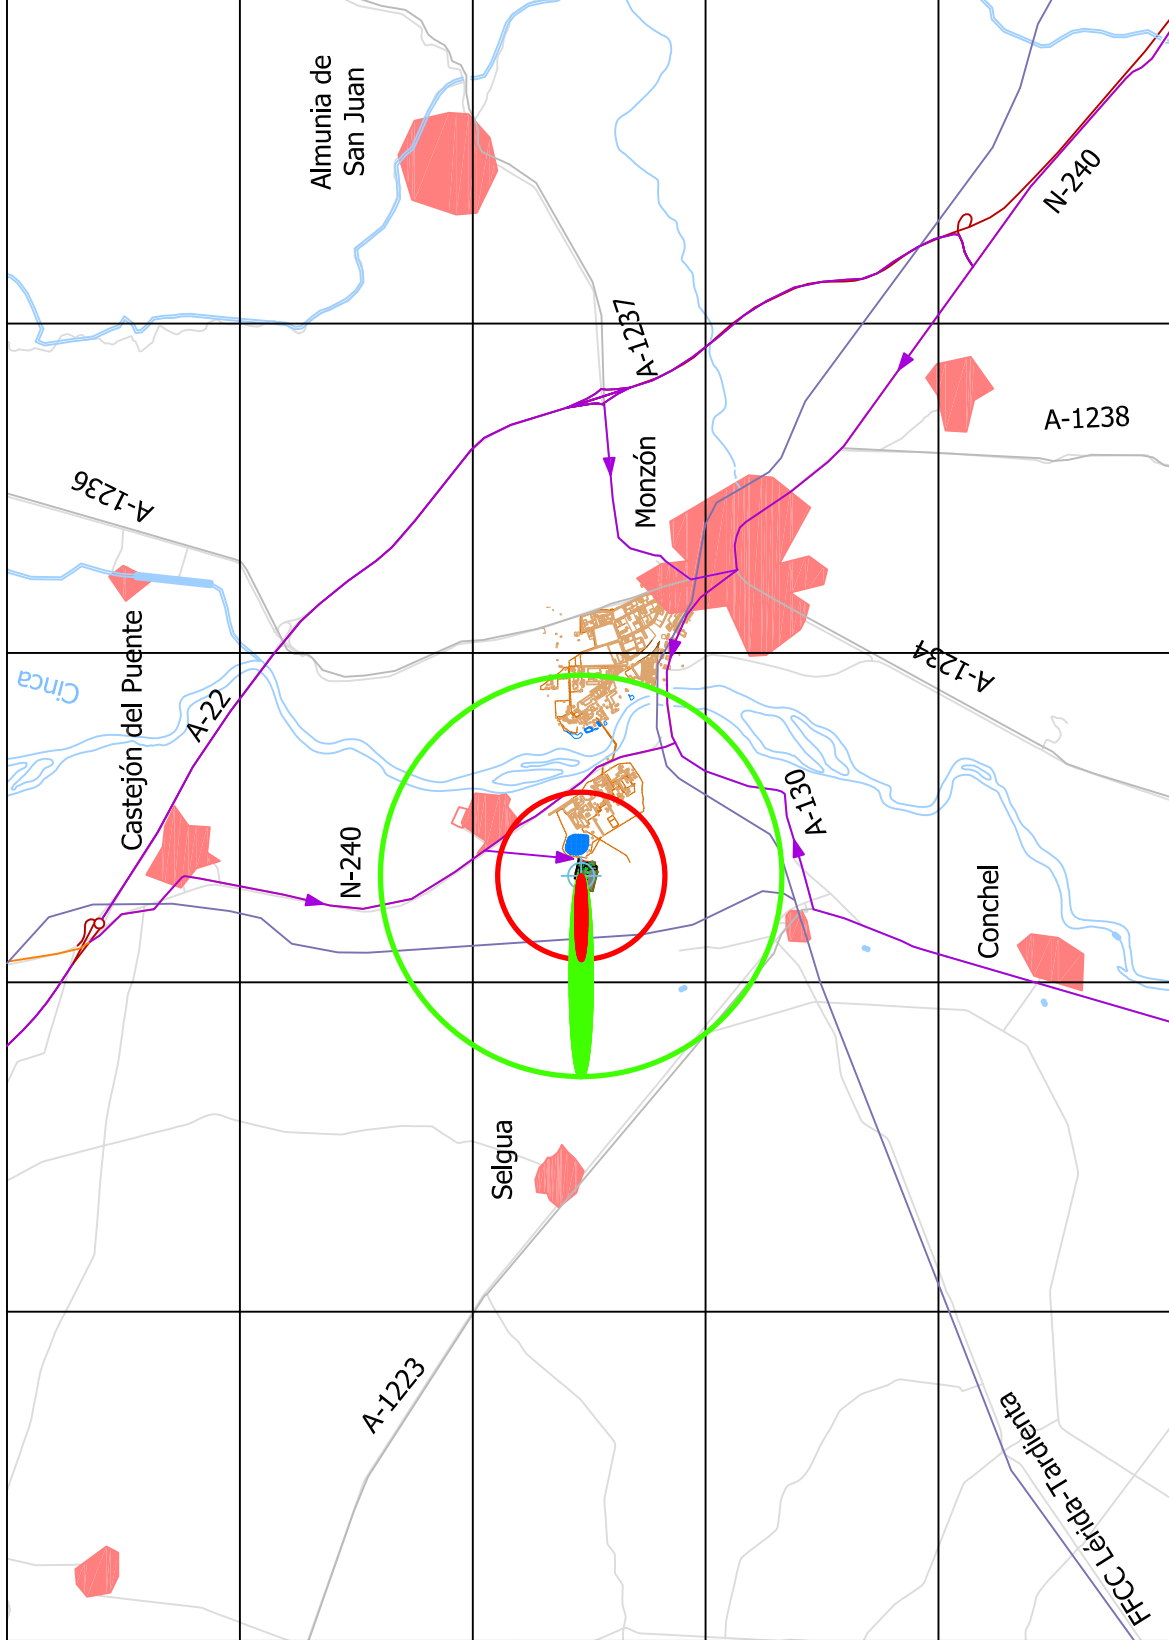 Almunia de
San Juan
N-240
A-1237
A-1238
Monzón
A-1236
Castejón del Puente
Cinca
A-22
A-1234
N-240
A-130
Conchel
Selgua
A-1223
FFCC Lérida-Tardienta